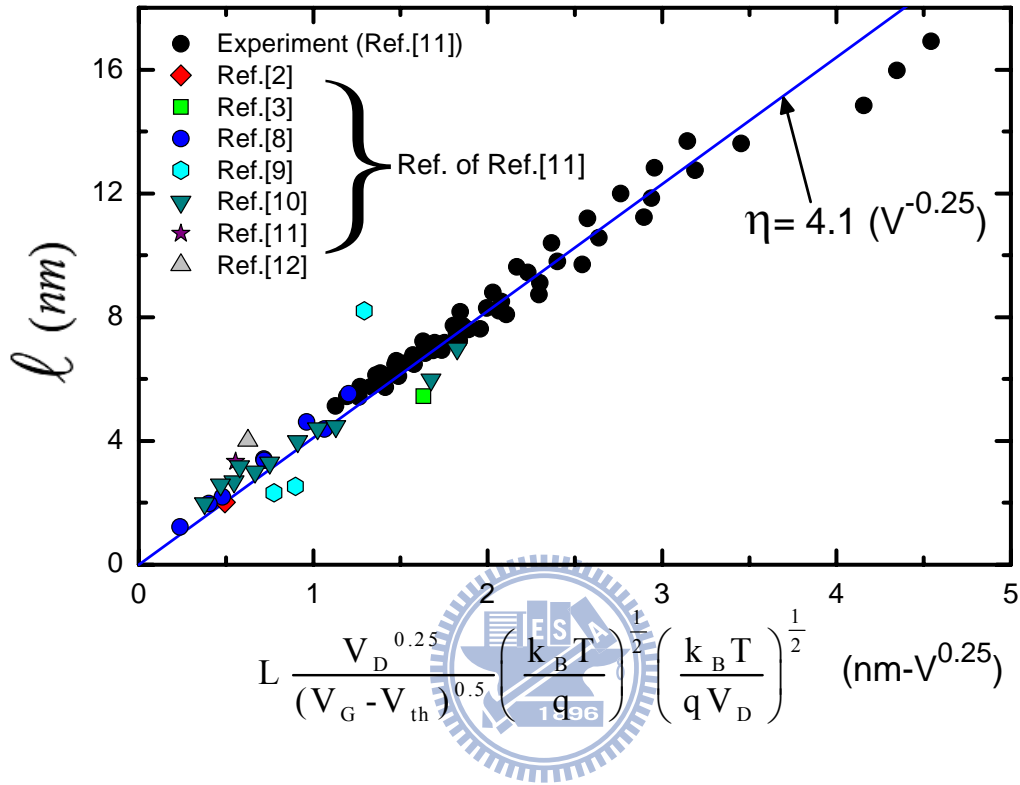 16
12
8
4
0
ℓ (nm)
Experiment (Ref.[11])
Ref.[2]
Ref.[3]
Ref.[8]
Ref.[9]
Ref.[10]
Ref.[11]
Ref.[12]
Ref. of Ref.[11]
η= 4.1 (V^-0.25)
0 1 2 3 4 5
L V_D^0.25 / (V_G -V_th)^0.5 (k_B T / q)^1/2 (k_B T / q V_D)^1/2 (nm-V^0.25)
E S A
1896